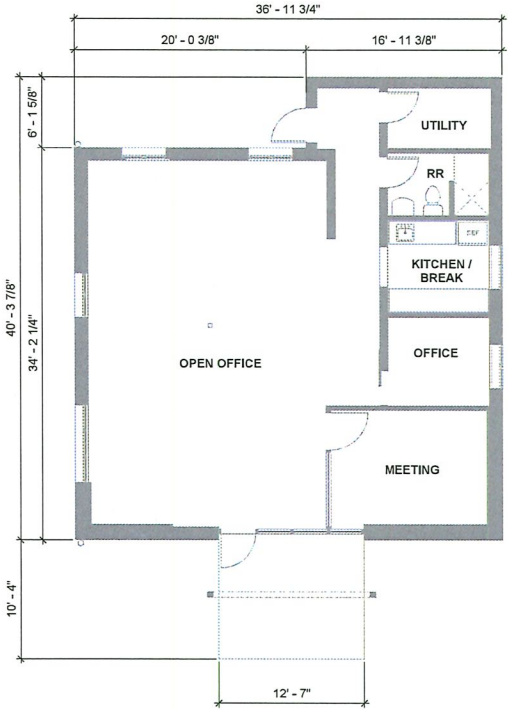 36' - 11 3/4"
20' - 0 3/8"
16' - 11 3/8"
6' - 1 5/8"
UTILITY
RR
REF
KITCHEN /
BREAK
40' - 3 7/8"
34' - 2 1/4"
OPEN OFFICE
OFFICE
MEETING
10' - 4"
12' - 7"